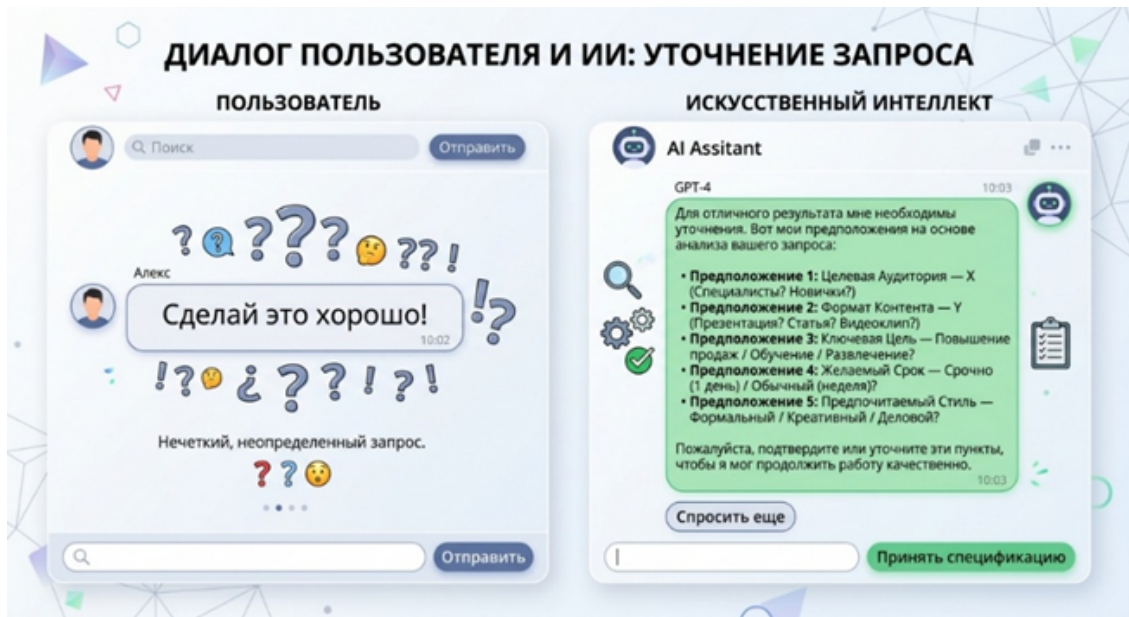 ДИАЛОГ ПОЛЬЗОВАТЕЛЯ И ИИ: УТОЧНЕНИЕ ЗАПРОСА
ПОЛЬЗОВАТЕЛЬ
Поиск
Отправить
? ? ? ? ? ? ? !
Алекс
Сделай это хорошо!
10:02
! ?
! ? ¿ ? ? ! ? !
Нечеткий, неопределенный запрос.
? ?
Отправить
ИСКУССТВЕННЫЙ ИНТЕЛЛЕКТ
AI Assitant
GPT-4
10:03
Для отличного результата мне необходимы
уточнения. Вот мои предположения на основе
анализа вашего запроса:
• Предположение 1: Целевая Аудитория — X
(Специалисты? Новички?)
• Предположение 2: Формат Контента — Y
(Презентация? Статья? Видеоклип?)
• Предположение 3: Ключевая Цель — Повышение
продаж / Обучение / Развлечение?
• Предположение 4: Желаемый Срок — Срочно
(1 день) / Обычный (неделя)?
• Предположение 5: Предпочитаемый Стиль —
Формальный / Креативный / Деловой?
Пожалуйста, подтвердите или уточните эти пункты,
чтобы я мог продолжить работу качественно.
10:03
Спросить еще
Принять спецификацию